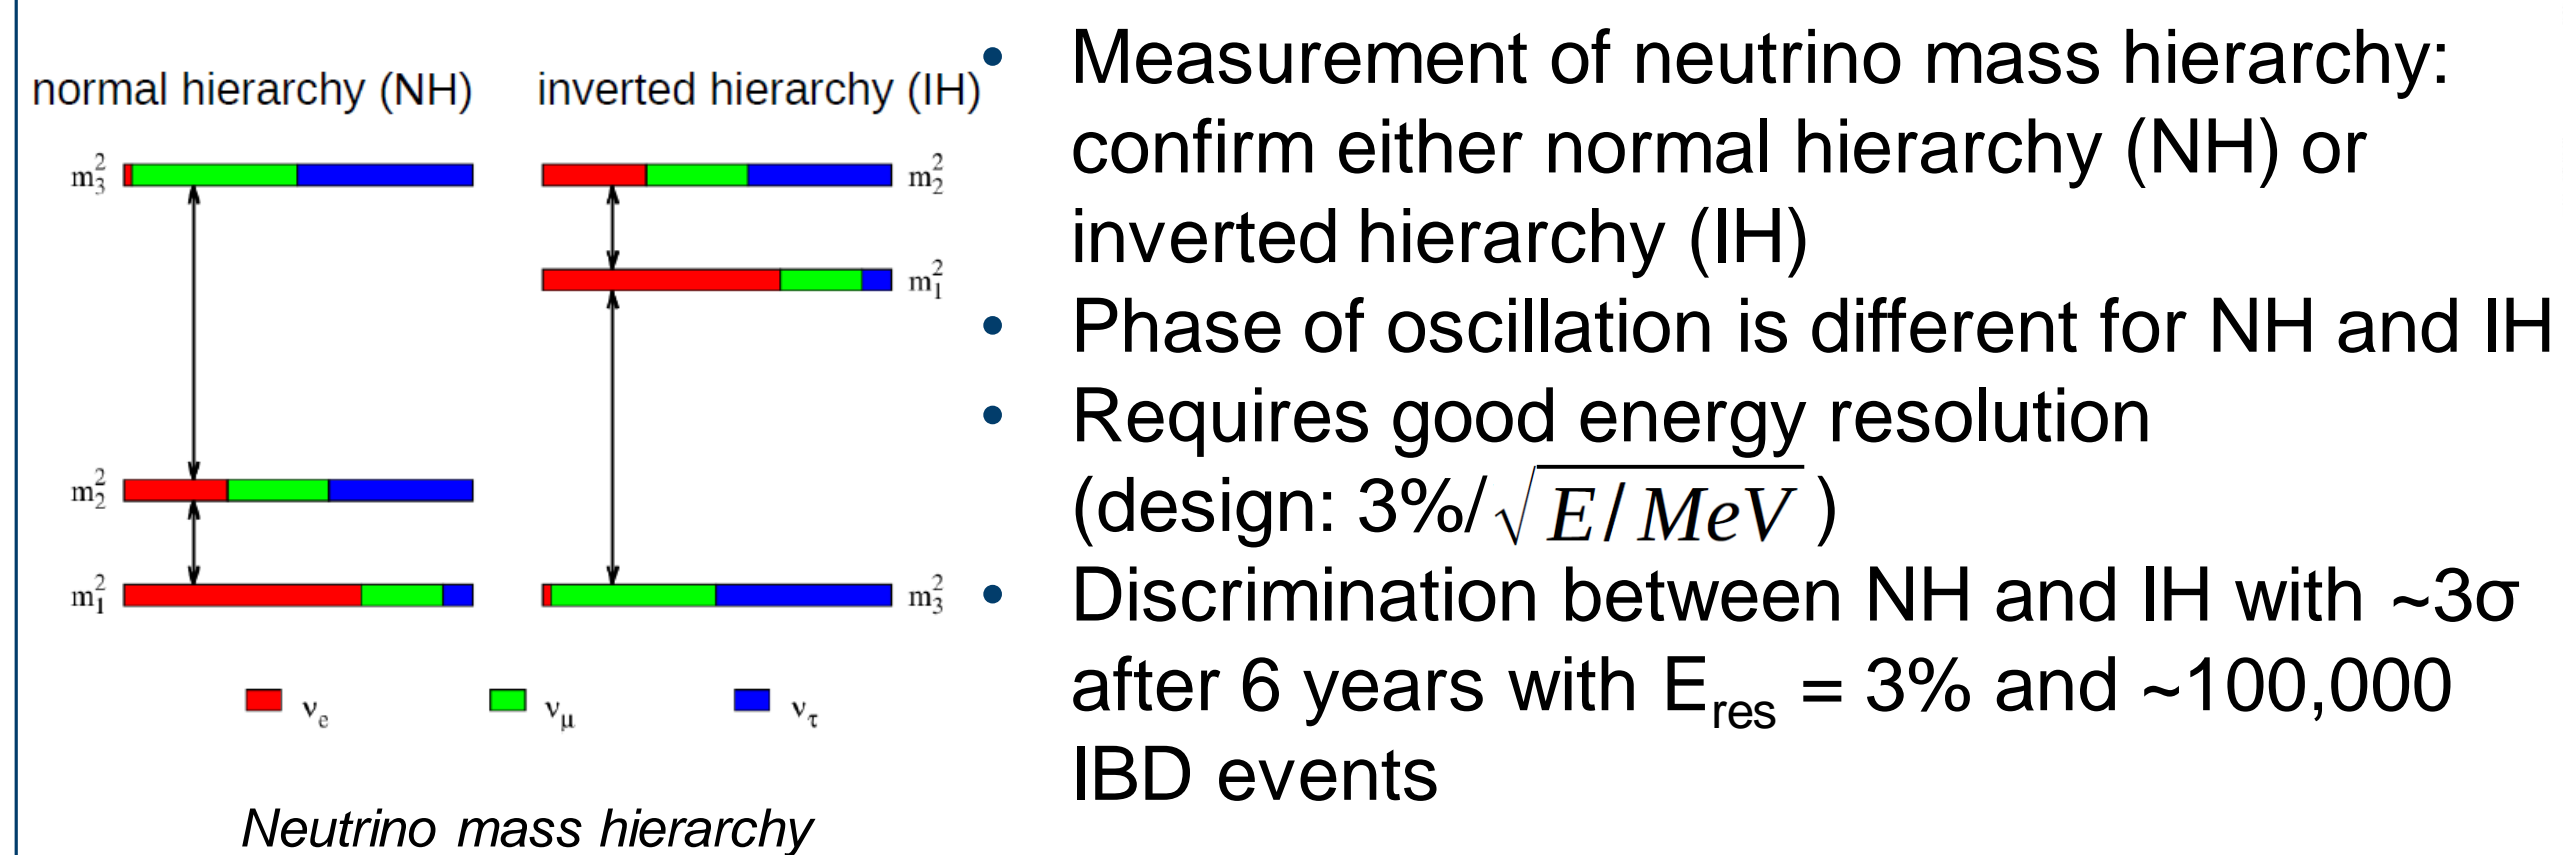 normal hierarchy (NH)
inverted hierarchy (IH)
m₃²
m₂²
m₁²
m₂²
m₁²
m₃²
νₑ
ν_μ
ν_τ
Neutrino mass hierarchy
• Measurement of neutrino mass hierarchy:
confirm either normal hierarchy (NH) or
inverted hierarchy (IH)
• Phase of oscillation is different for NH and IH
• Requires good energy resolution
(design: 3%/√E/MeV )
• Discrimination between NH and IH with ~3σ
after 6 years with E_res = 3% and ~100,000
IBD events